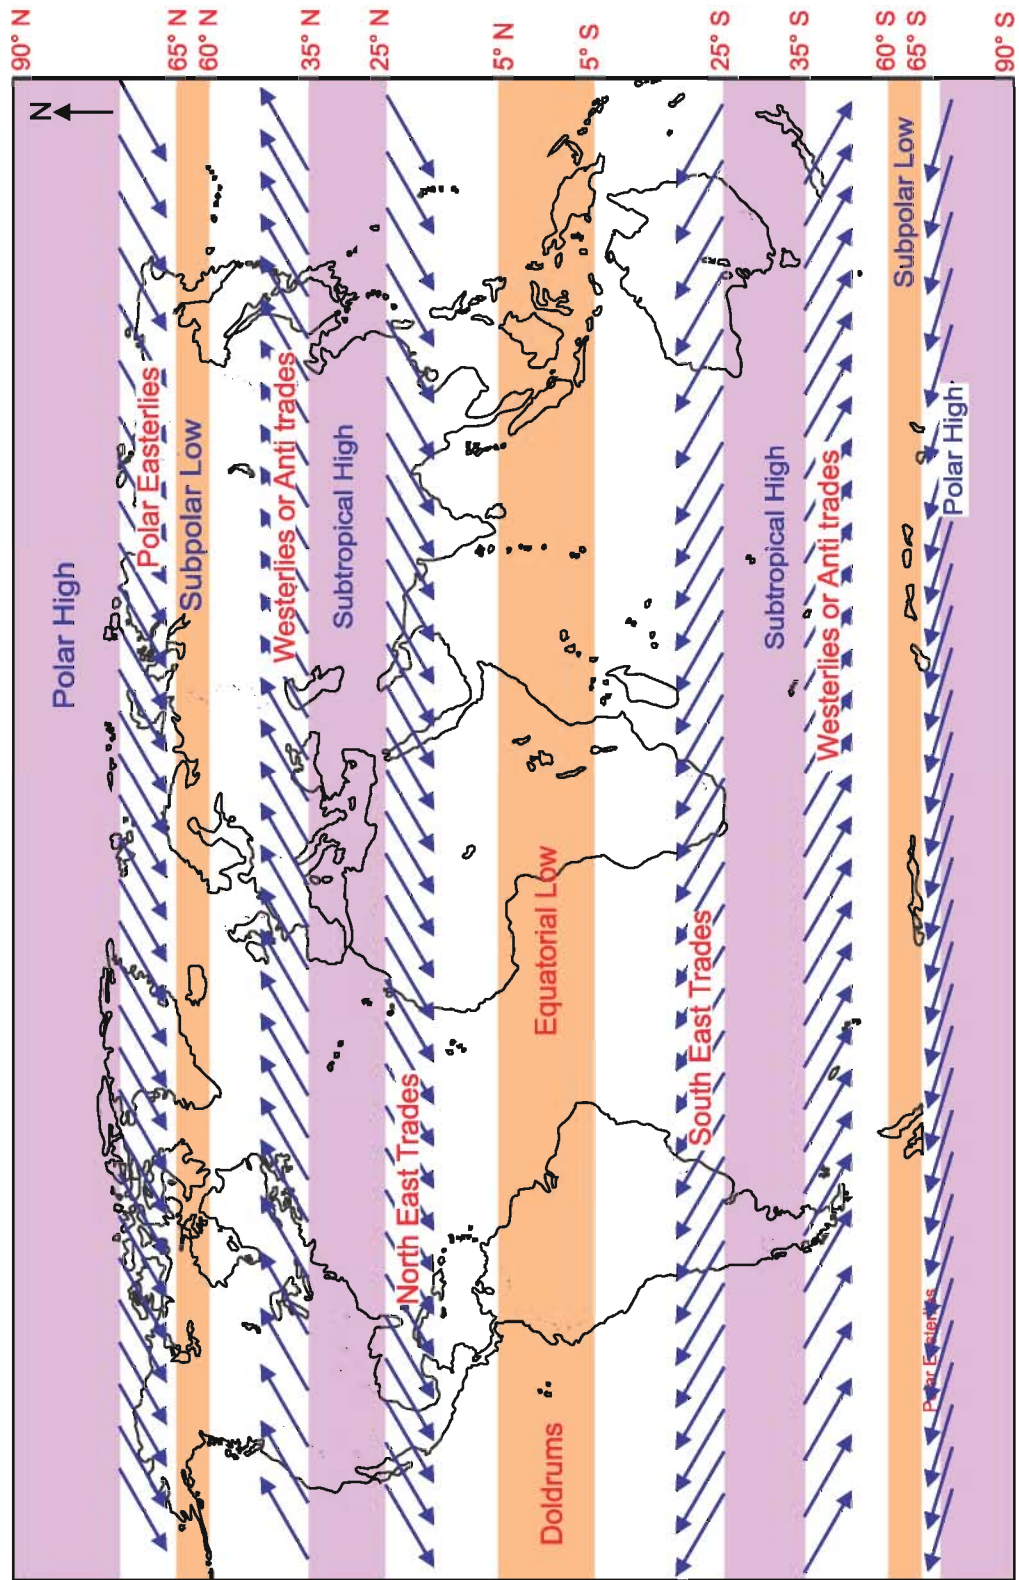 90° N
65° N
60° N
35° N
25° N
5° N
5° S
25° S
35° S
60° S
65° S
90° S
N
Polar High
Polar Easterlies
Subpolar Low
Westerlies or Anti trades
Subtropical High
North East Trades
Doldrums
Equatorial Low
South East Trades
Subtropical High
Westerlies or Anti trades
Subpolar Low
Polar Easterlies
Polar High